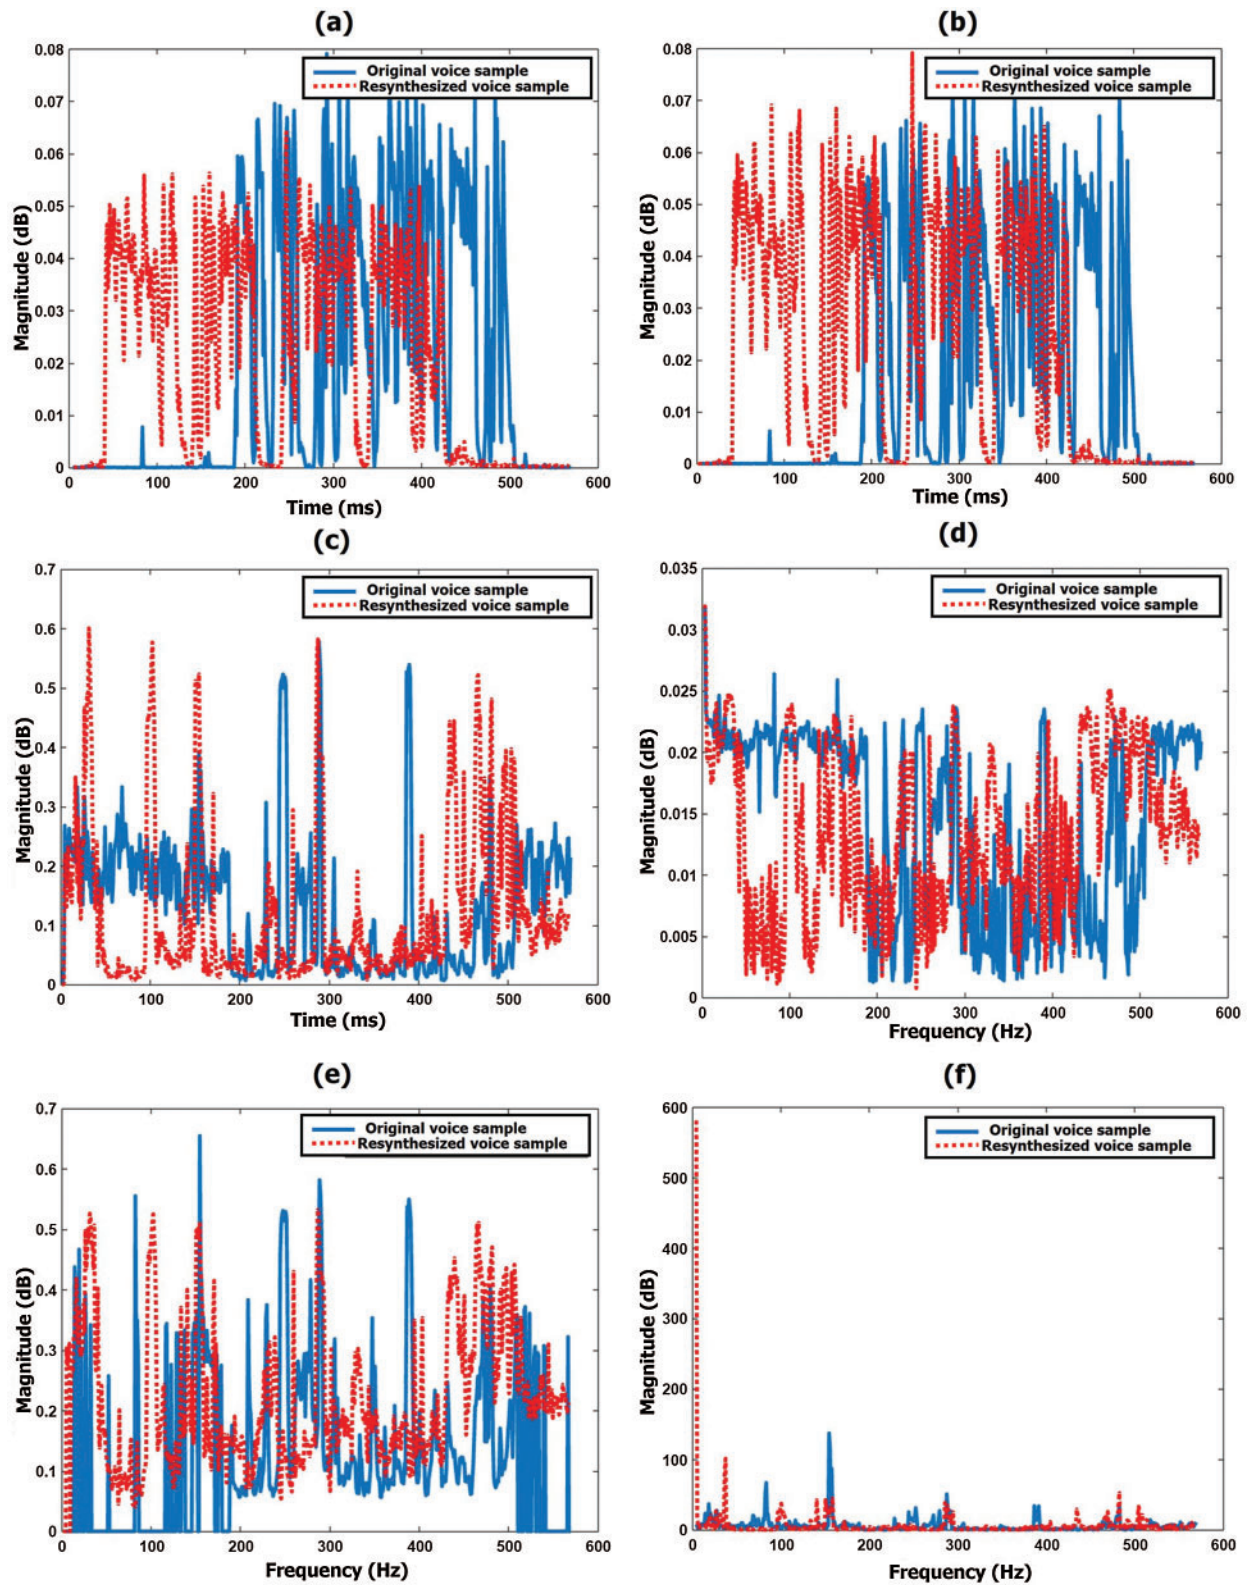 (a)
0.08
0.07
0.06
0.05
0.04
0.03
0.02
0.01
0
Magnitude (dB)
Original voice sample
Resynthesized voice sample
0 100 200 300 400 500 600
Time (ms)
(b)
0.08
0.07
0.06
0.05
0.04
0.03
0.02
0.01
0
Magnitude (dB)
Original voice sample
Resynthesized voice sample
0 100 200 300 400 500 600
Time (ms)
(c)
0.7
0.6
0.5
0.4
0.3
0.2
0.1
0
Magnitude (dB)
Original voice sample
Resynthesized voice sample
0 100 200 300 400 500 600
Time (ms)
(d)
0.035
0.03
0.025
0.02
0.015
0.01
0.005
0
Magnitude (dB)
Original voice sample
Resynthesized voice sample
0 100 200 300 400 500 600
Frequency (Hz)
(e)
0.7
0.6
0.5
0.4
0.3
0.2
0.1
0
Magnitude (dB)
Original voice sample
Resynthesized voice sample
0 100 200 300 400 500 600
Frequency (Hz)
(f)
600
500
400
300
200
100
0
Magnitude (dB)
Original voice sample
Resynthesized voice sample
0 100 200 300 400 500 600
Frequency (Hz)